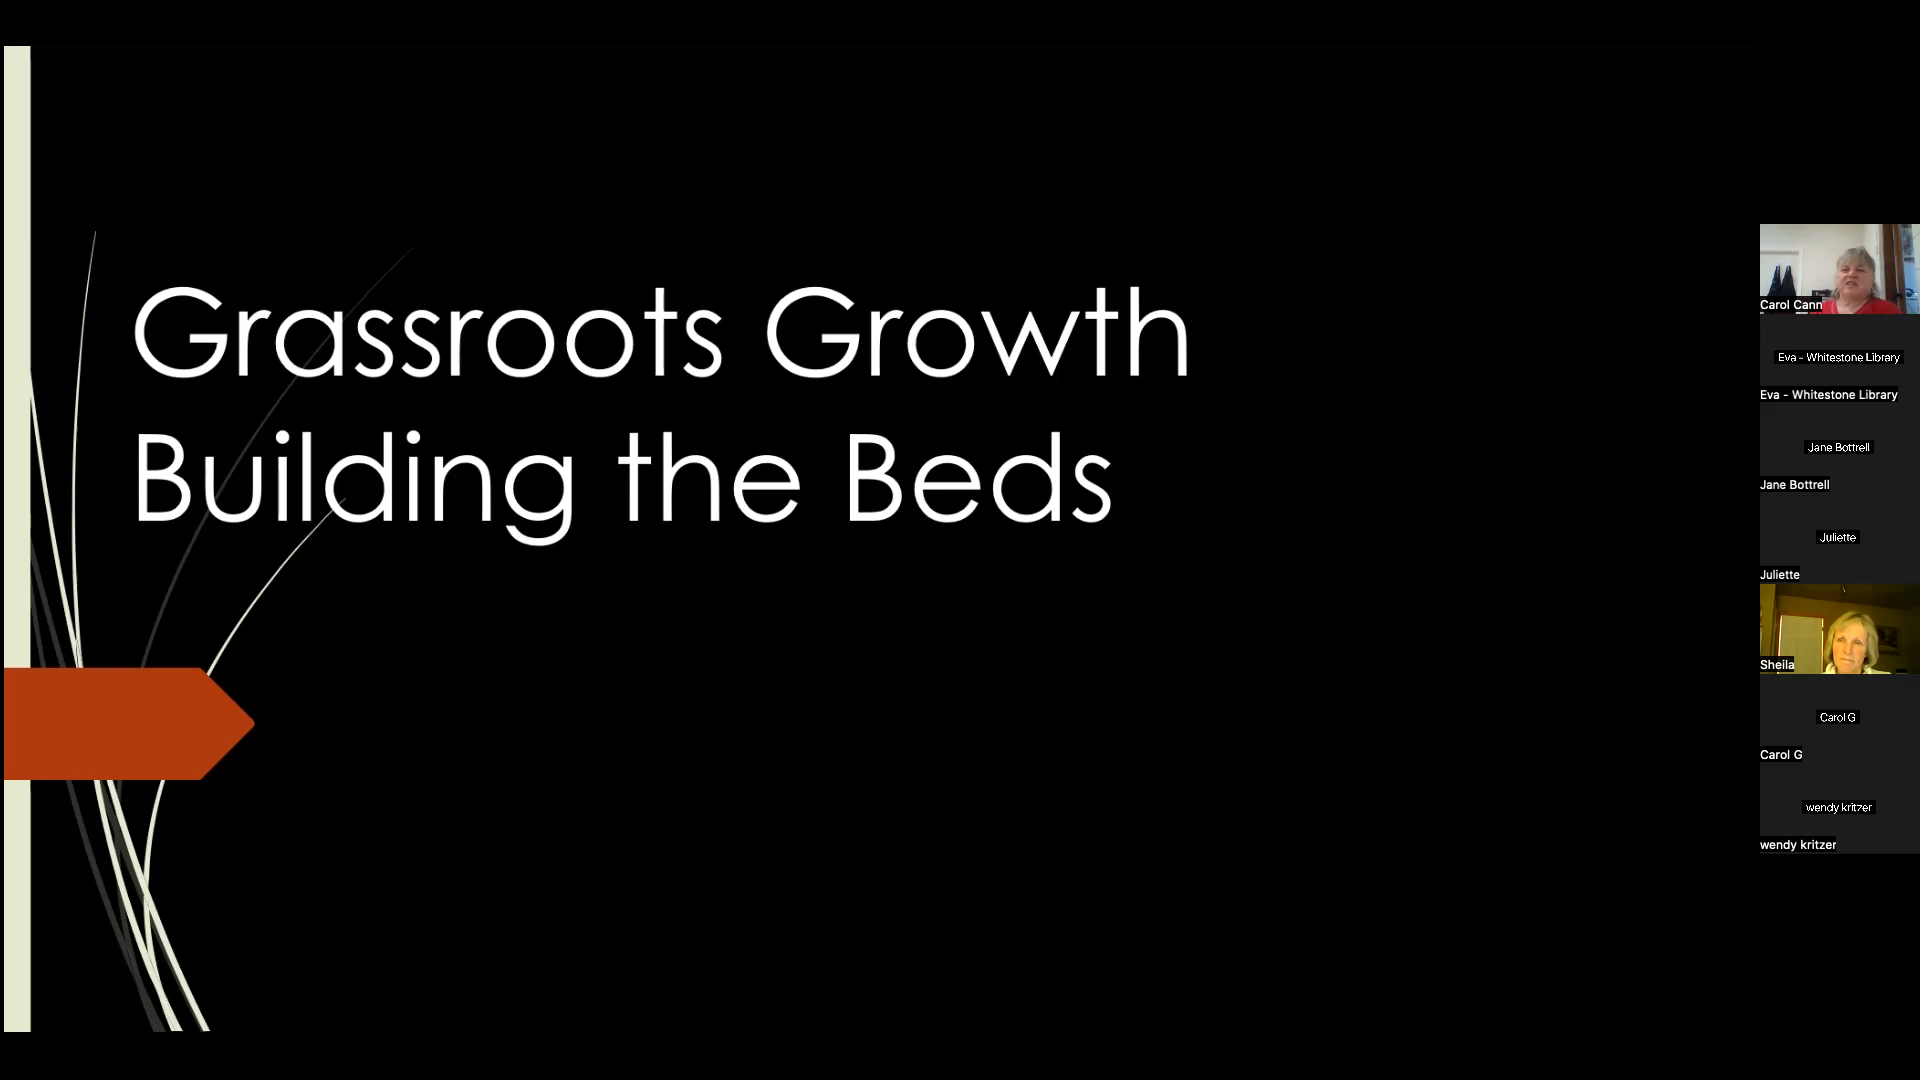 Grassroots Growth
Building the Beds
Carol Cann
Eva - Whitestone Library
Eva - Whitestone Library
Jane Bottrell
Jane Bottrell
Juliette
Juliette
Sheila
Carol G
Carol G
wendy kritzer
wendy kritzer